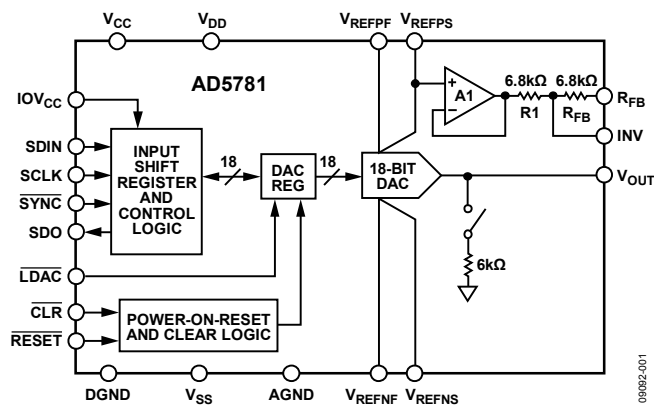 VCC
VDD
VREFPF
VREFPS
AD5781
IOVCC
SDIN
SCLK
SYNC
SDO
LDAC
CLR
RESET
INPUT
SHIFT
REGISTER
AND
CONTROL
LOGIC
18
DAC
REG
18
18-BIT
DAC
A1
+
−
6.8kΩ
R1
6.8kΩ
RFB
RFB
INV
VOUT
6kΩ
POWER-ON-RESET
AND CLEAR LOGIC
DGND
VSS
AGND
VREFNF
VREFNS
09092-001